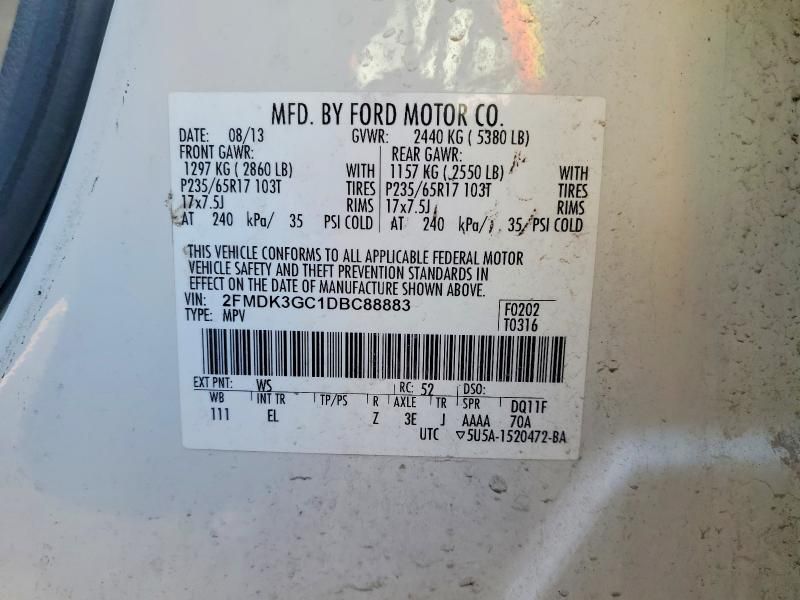 MFD. BY FORD MOTOR CO.
DATE: 08/13 GVWR: 2440 KG ( 5380 LB)
FRONT GAWR: REAR GAWR:
1297 KG ( 2860 LB) WITH 1157 KG ( 2550 LB) WITH
P235/65R17 103T TIRES P235/65R17 103T TIRES
17x7.5J RIMS 17x7.5J RIMS
AT 240 kPa/ 35 PSI COLD AT 240 kPa/ 35 PSI COLD
THIS VEHICLE CONFORMS TO ALL APPLICABLE FEDERAL MOTOR
VEHICLE SAFETY AND THEFT PREVENTION STANDARDS IN
EFFECT ON THE DATE OF MANUFACTURE SHOWN ABOVE.
VIN: 2FMDK3GC1DBC88883 F0202
TYPE: MPV T0316
EXT PNT: WS RC: 52 DSO:
WB INT TR TP/PS R AXLE TR SPR DQ11F
111 EL Z 3E J AAAA 70A
UTC ▽5U5A-1520472-BA